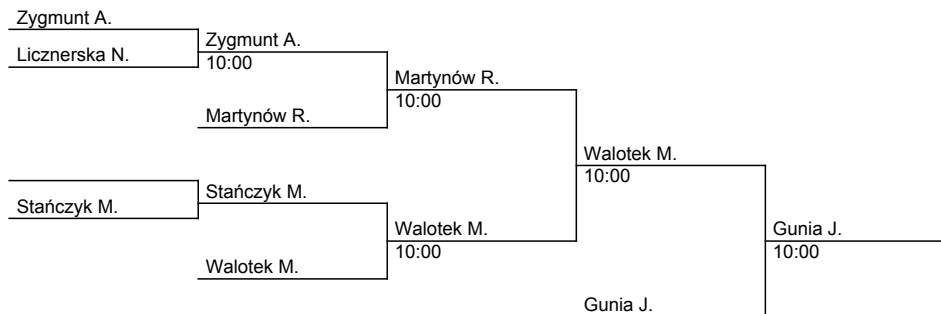 Zygmunt A.
Licznerska N.
Zygmunt A.
10:00
Martynów R.
Martynów R.
10:00
Stańczyk M.
Stańczyk M.
Walotek M.
Walotek M.
10:00
Walotek M.
10:00
Gunia J.
Gunia J.
10:00